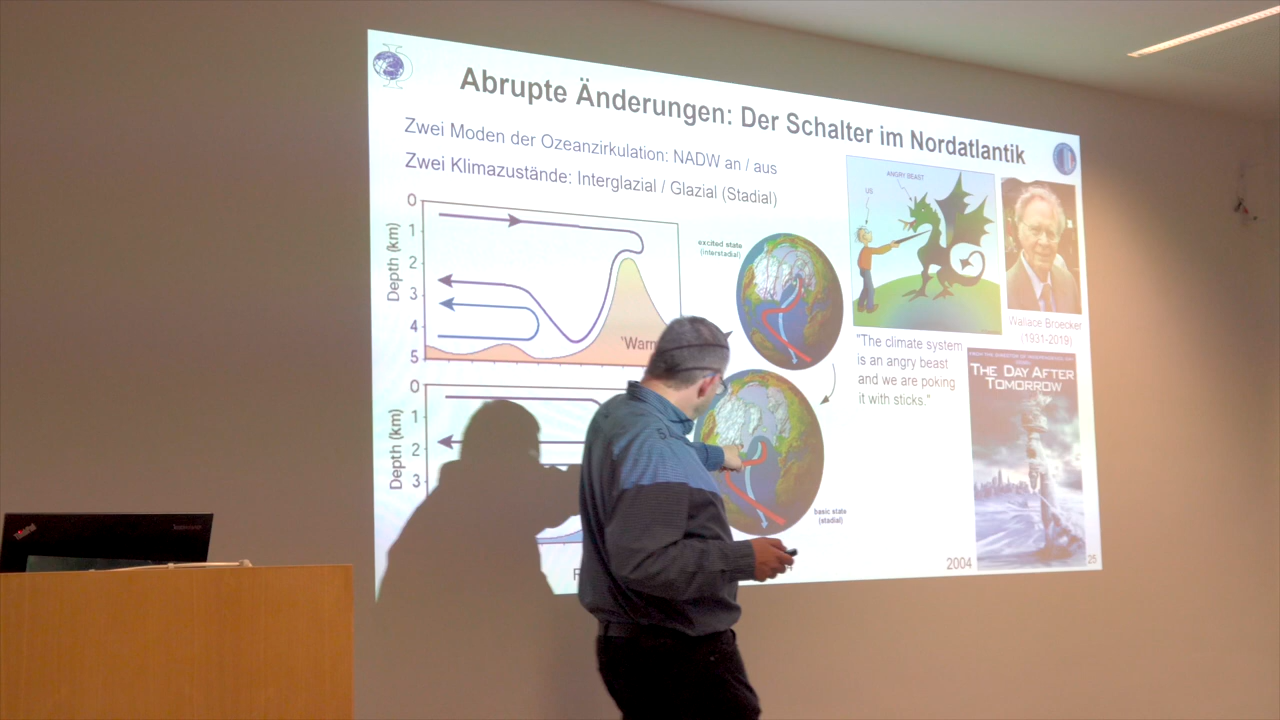 Abrupte Änderungen: Der Schalter im Nordatlantik
Zwei Moden der Ozeanzirkulation: NADW an / aus
Zwei Klimazustände: Interglazial / Glazial (Stadial)
0
1
2
3
4
5
Depth (km)
'Warm
0
1
2
3
Depth (km)
excited state
(interstadial)
basic state
(stadial)
ANGRY BEAST
US
Wallace Broecker
(1931-2019)
"The climate system
is an angry beast
and we are poking
it with sticks."
THE DAY AFTER
TOMORROW
2004
25
ThinkPad